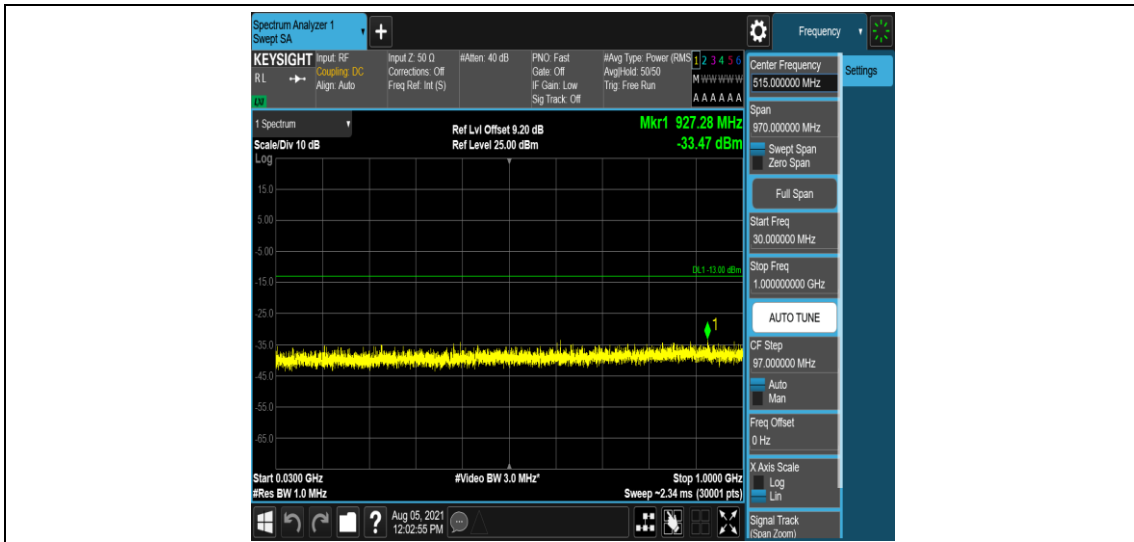 Spectrum Analyzer 1
Swept SA
+
Frequency
KEYSIGHT
RL
LM
Input: RF
Coupling: DC
Align: Auto
Input Z: 50 Ω
Corrections: Off
Freq Ref: Int (S)
#Atten: 40 dB
PNO: Fast
Gate: Off
IF Gain: Low
Sig Track: Off
#Avg Type: Power (RMS
Avg|Hold: 50/50
Trig: Free Run
1 2 3 4 5 6
M W W W W W
A A A A A A
1 Spectrum
Scale/Div 10 dB
Ref Lvl Offset 9.20 dB
Ref Level 25.00 dBm
Mkr1 927.28 MHz
-33.47 dBm
Log
15.0
5.00
-5.00
DL1 -13.00 dBm
-15.0
-25.0
1
-35.0
-45.0
-55.0
-65.0
Start 0.0300 GHz
#Res BW 1.0 MHz
#Video BW 3.0 MHz*
Stop 1.0000 GHz
Sweep ~2.34 ms (30001 pts)
?
Aug 05, 2021
12:02:55 PM
Center Frequency
515.000000 MHz
Settings
Span
970.000000 MHz
Swept Span
Zero Span
Full Span
Start Freq
30.000000 MHz
Stop Freq
1.000000000 GHz
AUTO TUNE
CF Step
97.000000 MHz
Auto
Man
Freq Offset
0 Hz
X Axis Scale
Log
Lin
Signal Track
(Span Zoom)